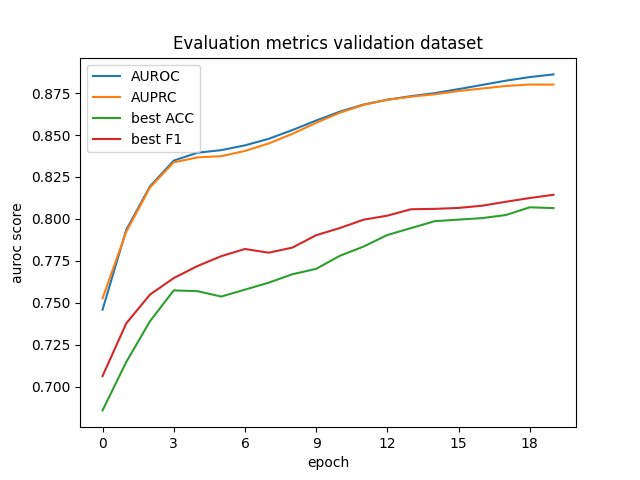 Evaluation metrics validation dataset
AUROC
AUPRC
best ACC
best F1
auroc score
0.875
0.850
0.825
0.800
0.775
0.750
0.725
0.700
0 3 6 9 12 15 18
epoch